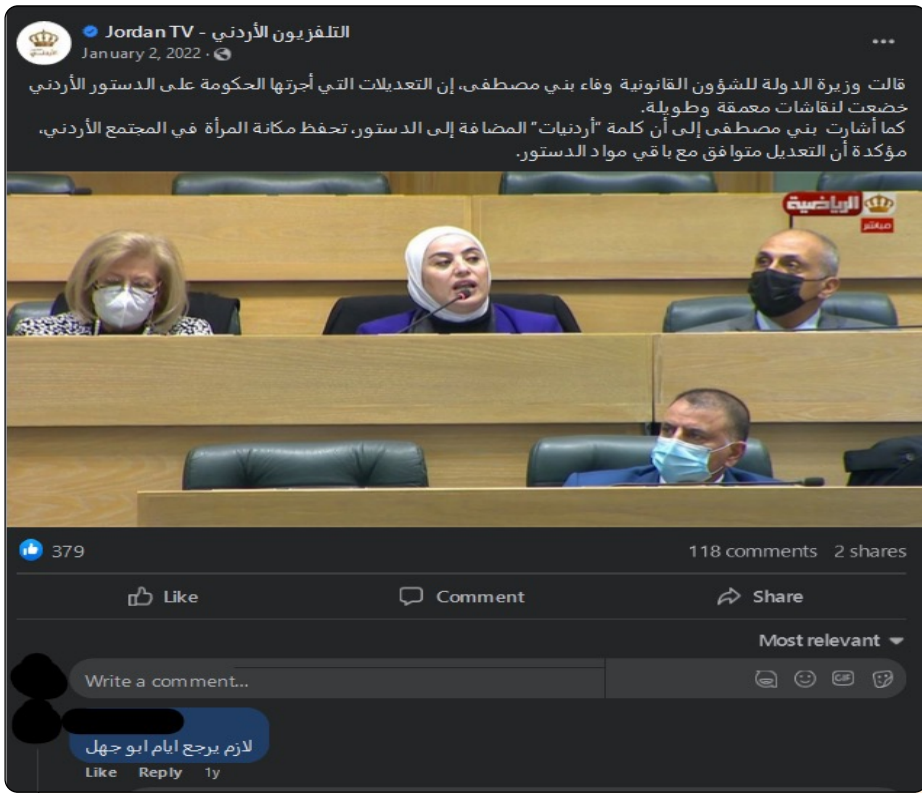 التلفزيون الأردني - Jordan TV
January 2, 2022 ·
قالت وزيرة الدولة للشؤون القانونية وفاء بني مصطفى، إن التعديلات التي أجرتها الحكومة على الدستور الأردني
خضعت لنقاشات معمقة وطويلة.
كما أشارت بني مصطفى إلى أن كلمة "أردنيات" المضافة إلى الدستور، تحفظ مكانة المرأة في المجتمع الأردني،
مؤكدة أن التعديل متوافق مع باقي مواد الدستور.
الرياضية
مباشر
379
118 comments 2 shares
Like Comment Share
Most relevant
Write a comment...
GIF
لازم يرجع ايام ابو جهل
Like Reply 1y